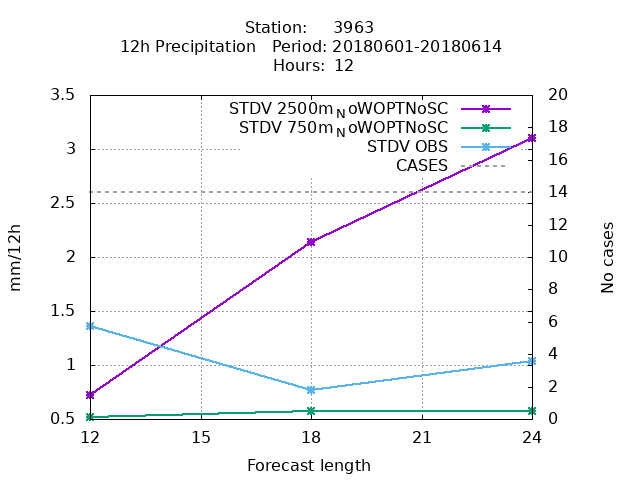 Station: 3963
12h Precipitation Period: 20180601-20180614
Hours: 12
STDV 2500m_NoWOPTNoSC
STDV 750m_NoWOPTNoSC
STDV OBS
CASES
3.5
3
2.5
2
1.5
1
0.5
20
18
16
14
12
10
8
6
4
2
0
12 15 18 21 24
mm/12h
No cases
Forecast length